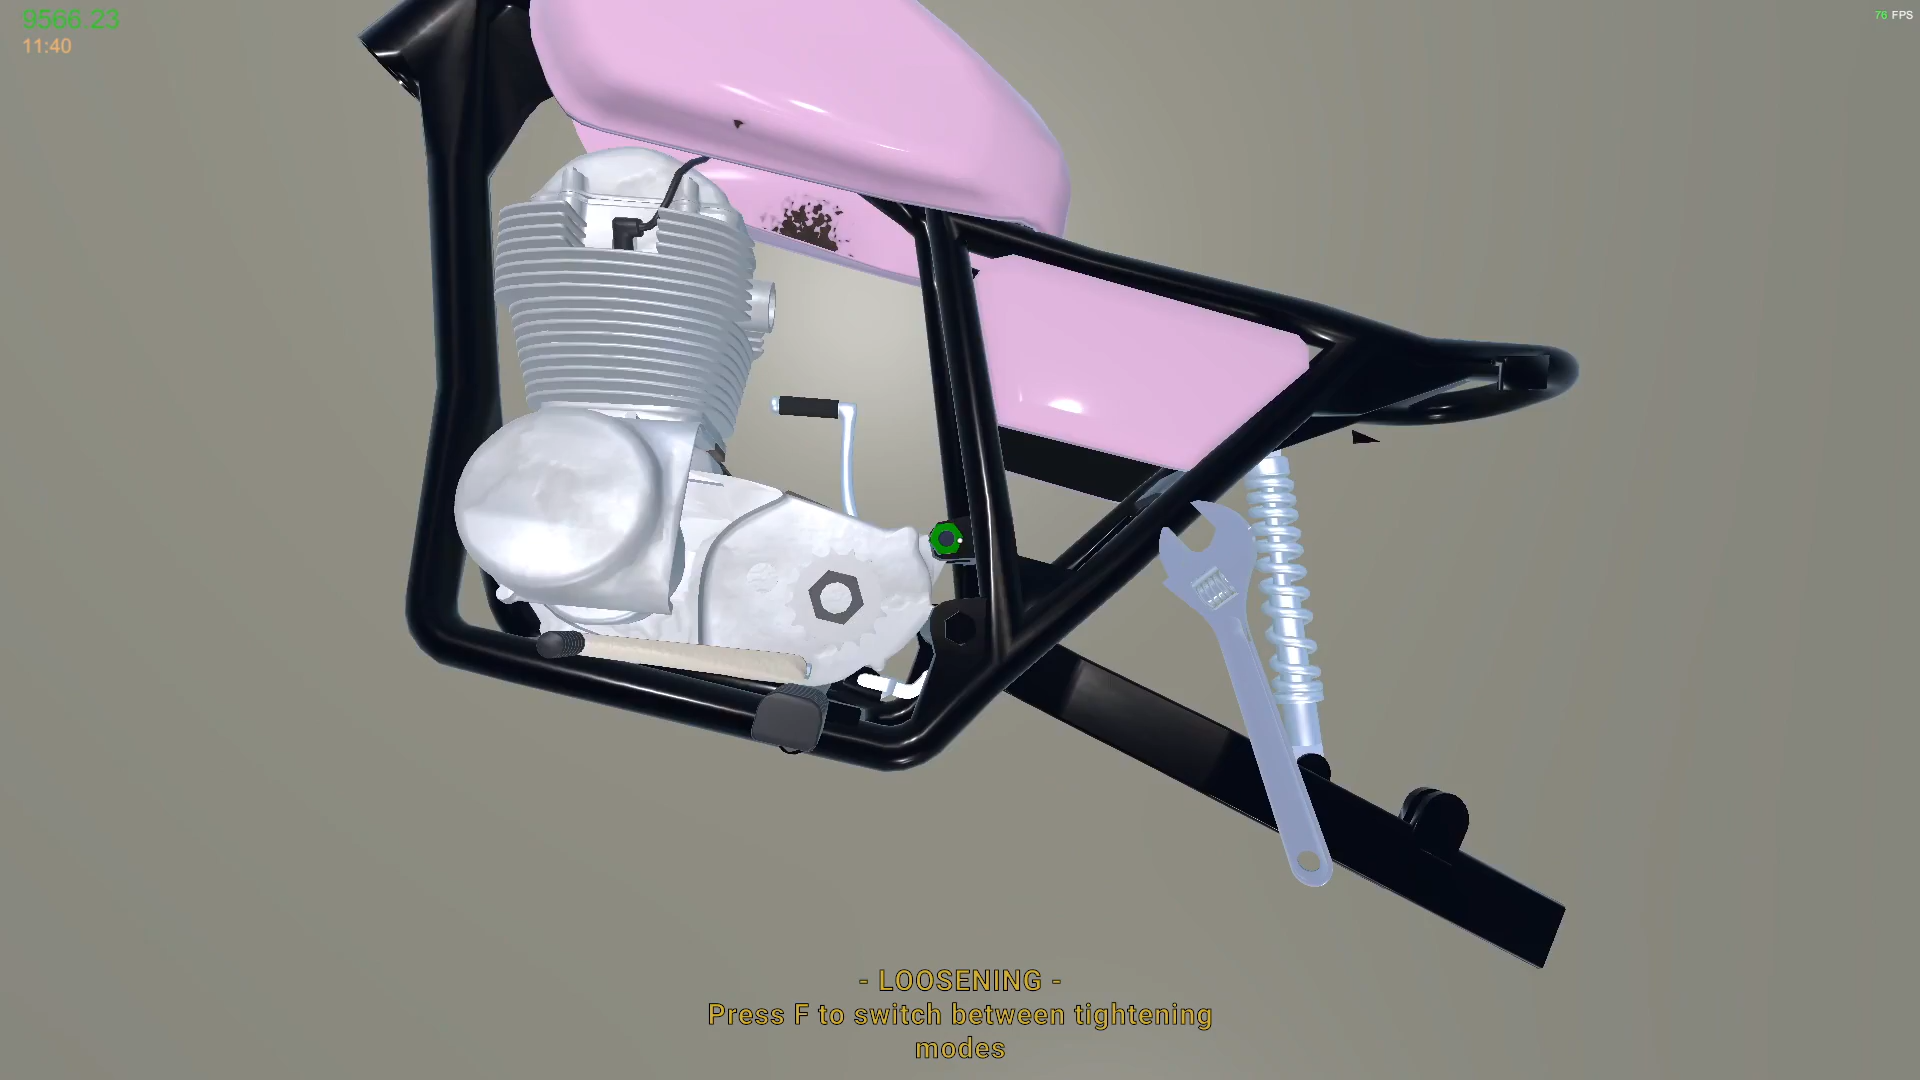 9566.23
76 FPS
11:40
- LOOSENING -
Press F to switch between tightening
modes